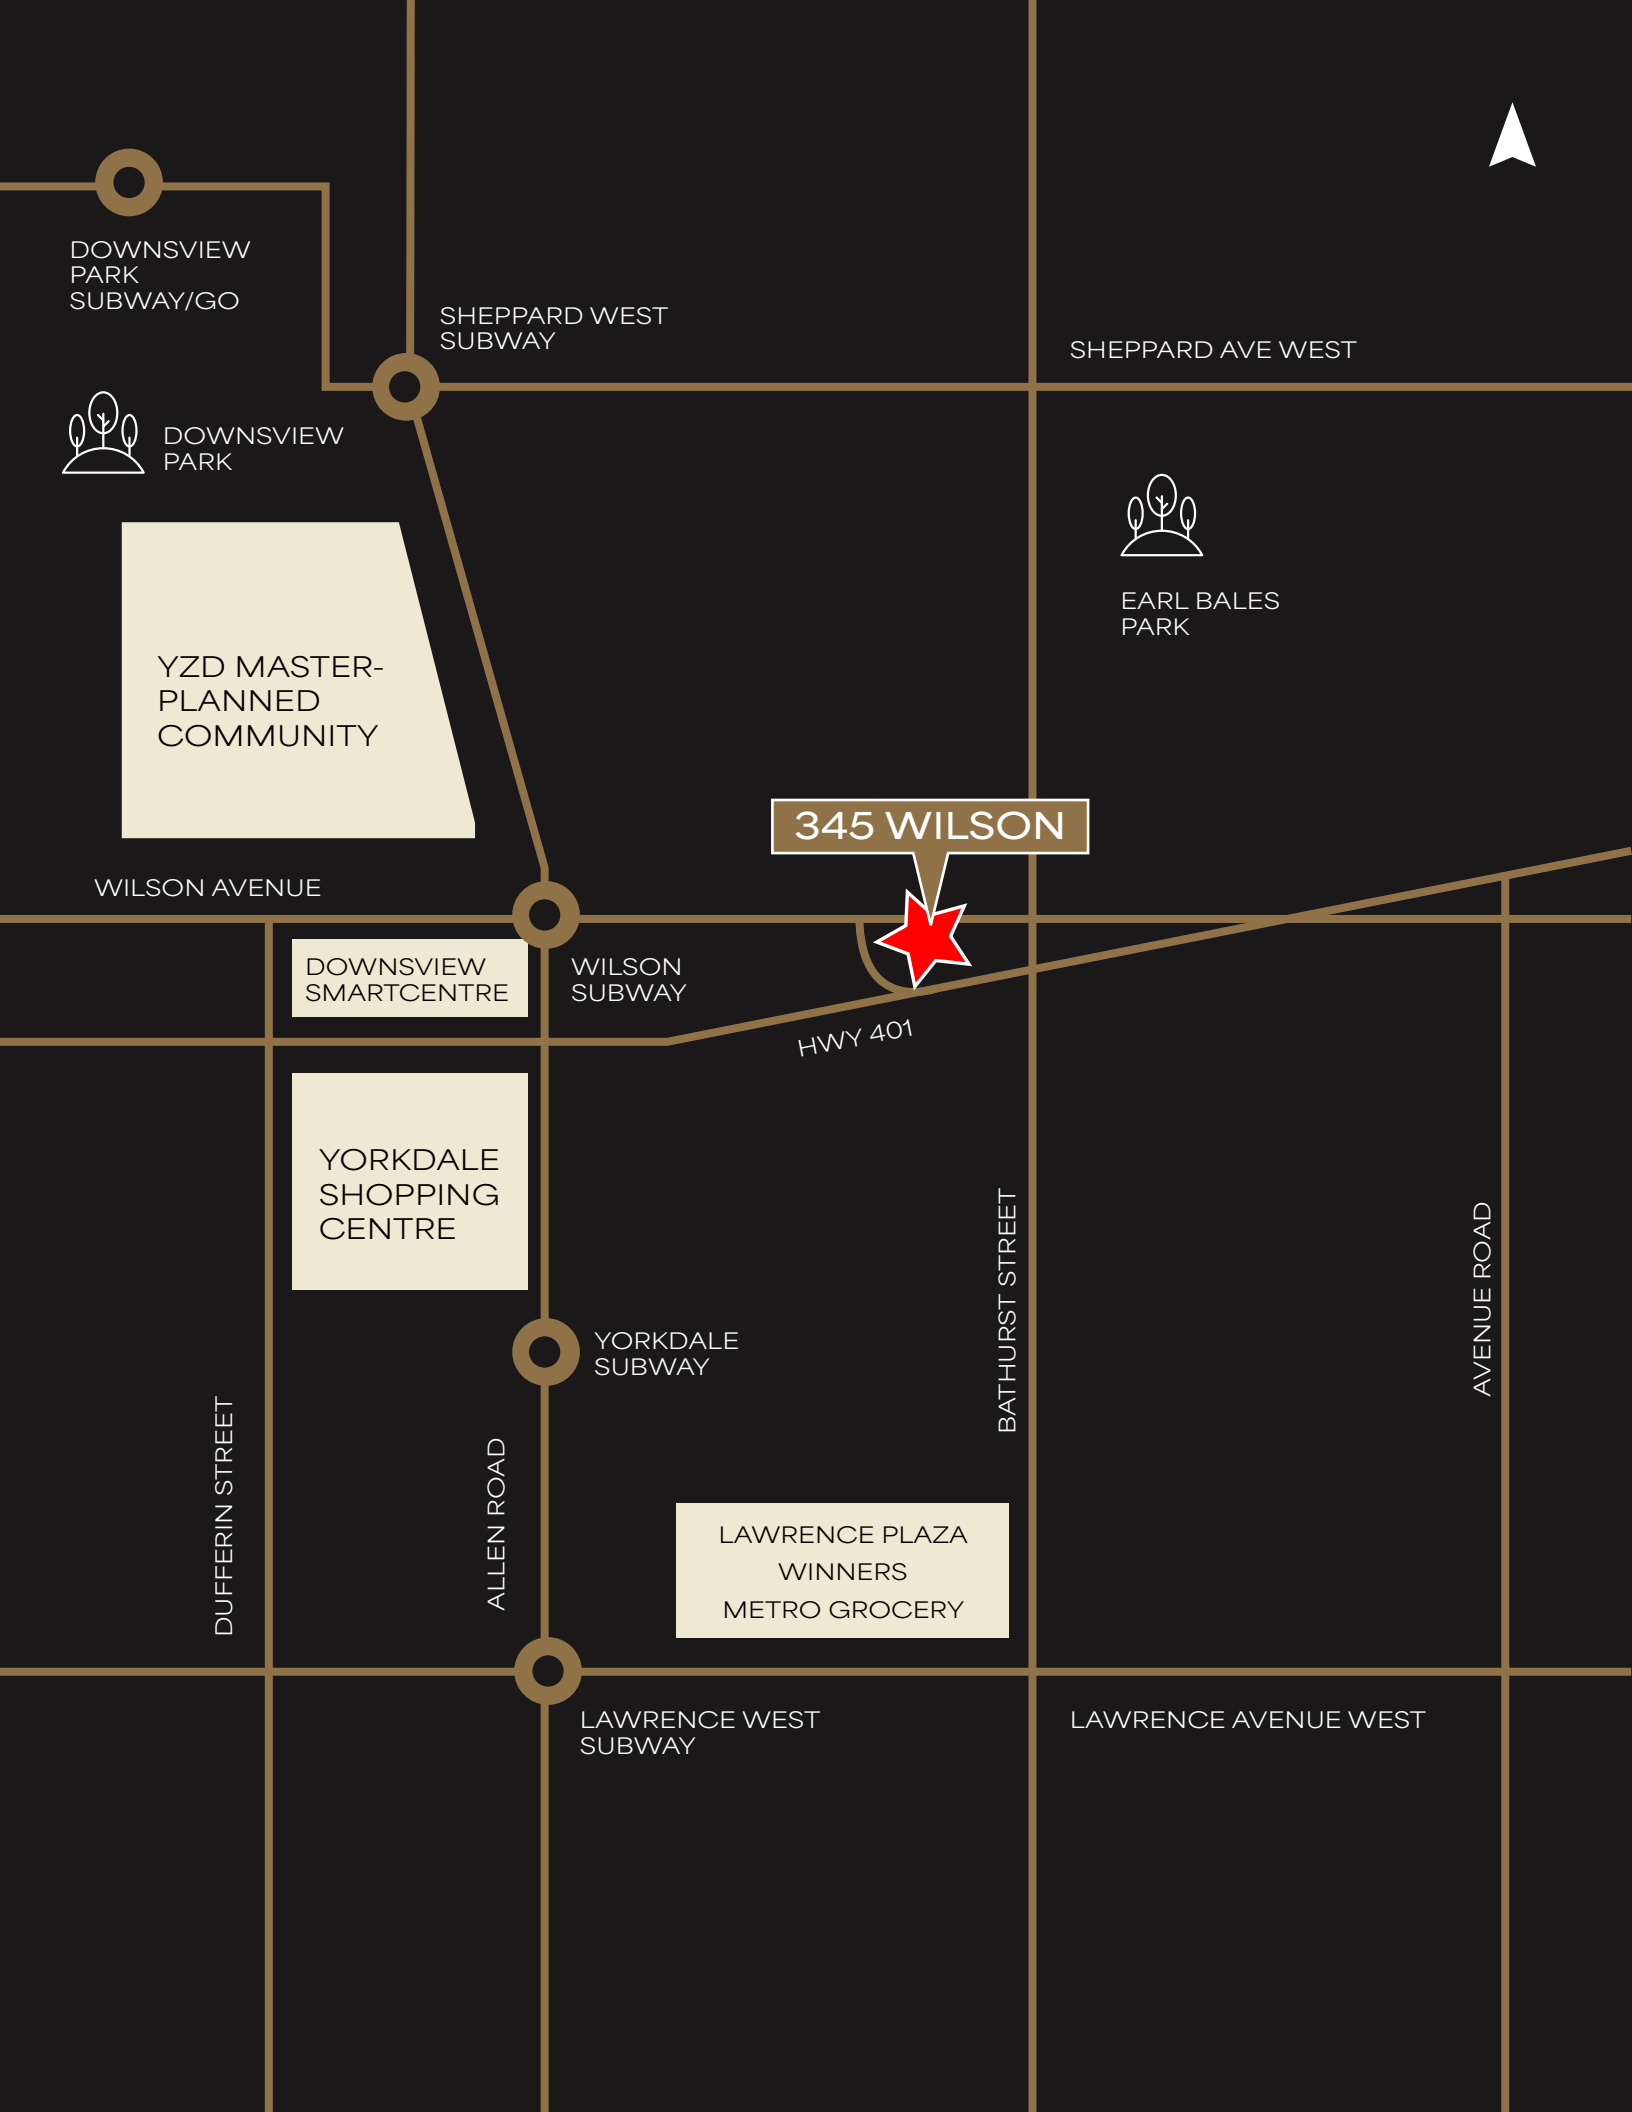 DOWNSVIEW
PARK
SUBWAY/GO
SHEPPARD WEST
SUBWAY
SHEPPARD AVE WEST
DOWNSVIEW
PARK
EARL BALES
PARK
YZD MASTER-
PLANNED
COMMUNITY
345 WILSON
WILSON AVENUE
DOWNSVIEW
SMARTCENTRE
WILSON
SUBWAY
HWY 401
YORKDALE
SHOPPING
CENTRE
BATHURST STREET
AVENUE ROAD
YORKDALE
SUBWAY
DUFFERIN STREET
ALLEN ROAD
LAWRENCE PLAZA
WINNERS
METRO GROCERY
LAWRENCE WEST
SUBWAY
LAWRENCE AVENUE WEST